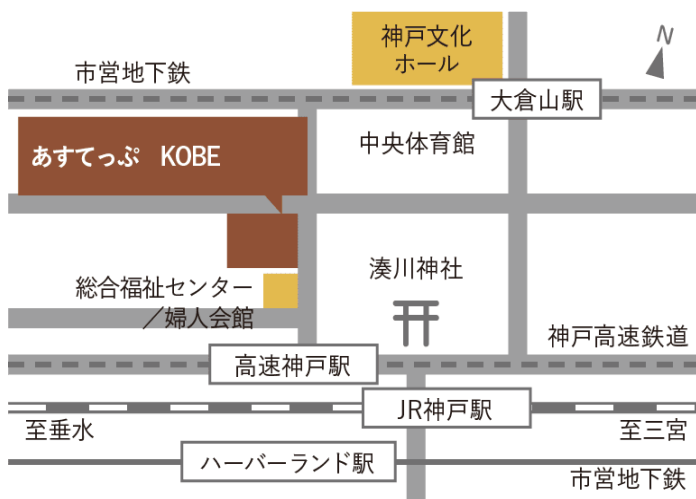 神戸文化
ホール
N
市営地下鉄
大倉山駅
あすてっぷ KOBE
中央体育館
湊川神社
総合福祉センター
／婦人会館
神戸高速鉄道
高速神戸駅
JR神戸駅
至垂水
至三宮
ハーバーランド駅
市営地下鉄